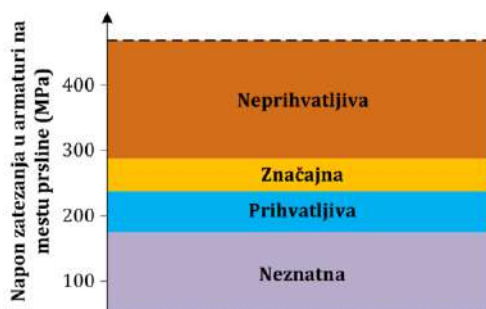 Napon zatezanja u armaturi na
mestu prsline (MPa)
400
300
200
100
Neprihvatljiva
Značajna
Prihvatljiva
Neznatna